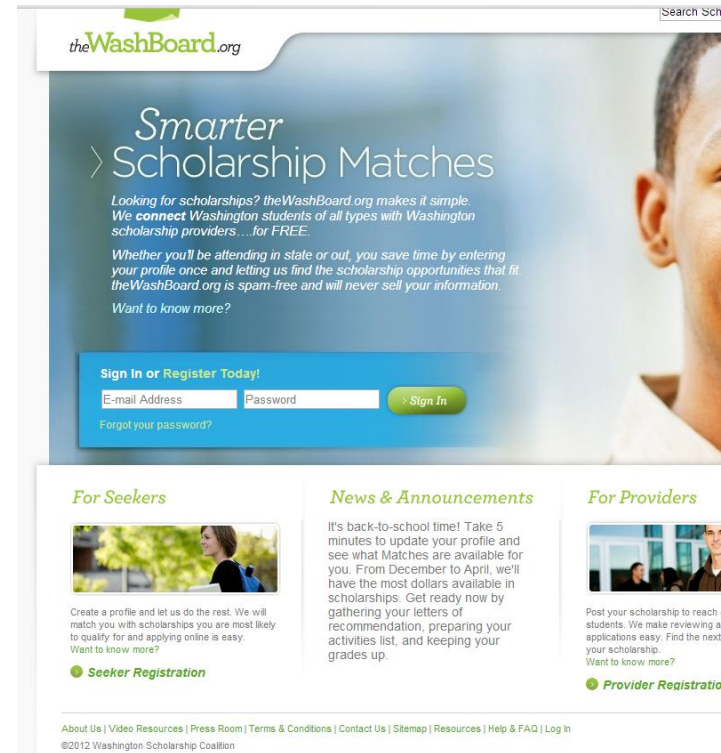 Search Sch
theWashBoard.org
Smarter
Scholarship Matches
Looking for scholarships? theWashBoard.org makes it simple.
We connect Washington students of all types with Washington
scholarship providers….for FREE.
Whether you'll be attending in state or out, you save time by entering
your profile once and letting us find the scholarship opportunities that fit.
theWashBoard.org is spam-free and will never sell your information.
Want to know more?
Sign In or Register Today!
E-mail Address Password Sign In
Forgot your password?
For Seekers
Create a profile and let us do the rest. We will
match you with scholarships you are most likely
to qualify for and applying online is easy.
Want to know more?
Seeker Registration
News & Announcements
It's back-to-school time! Take 5
minutes to update your profile and
see what Matches are available for
you. From December to April, we'll
have the most dollars available in
scholarships. Get ready now by
gathering your letters of
recommendation, preparing your
activities list, and keeping your
grades up.
For Providers
Post your scholarship to reach
students. We make reviewing a
applications easy. Find the next
your scholarship.
Want to know more?
Provider Registratio
About Us | Video Resources | Press Room | Terms & Conditions | Contact Us | Sitemap | Resources | Help & FAQ | Log In
©2012 Washington Scholarship Coalition